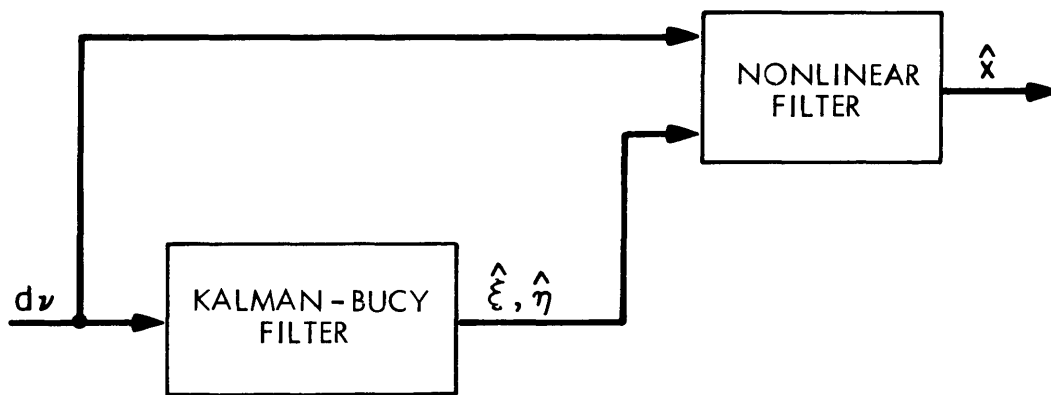 NONLINEAR
FILTER
x̂
dν
KALMAN-BUCY
FILTER
ξ̂, η̂